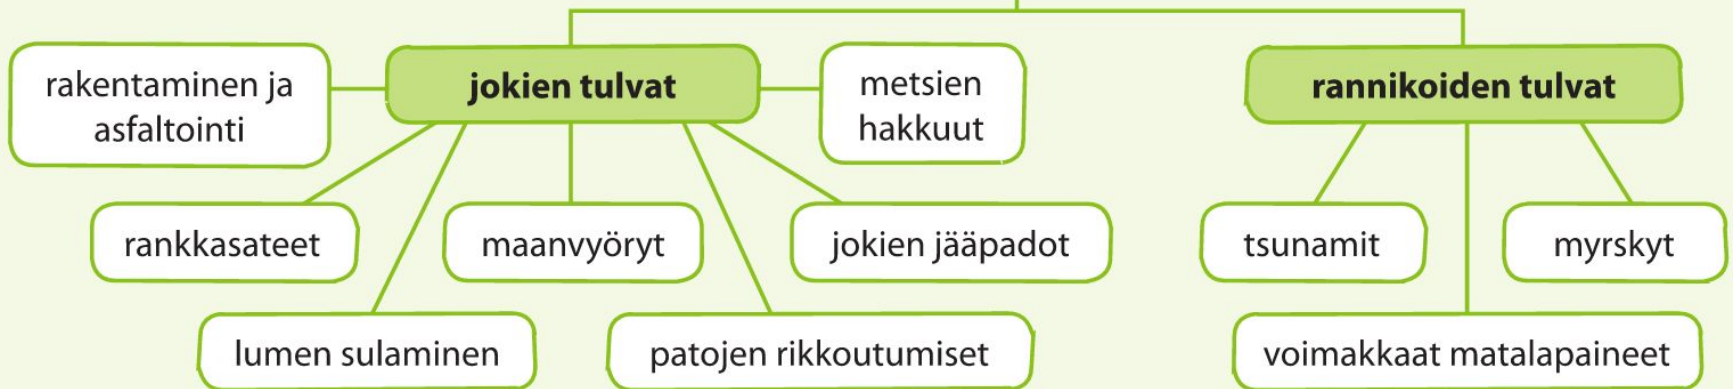 rakentaminen ja
asfaltointi
jokien tulvat
metsien
hakkuut
rannikoiden tulvat
rankkasateet
maanvyöryt
jokien jääpadot
tsunamit
myrskyt
lumen sulaminen
patojen rikkoutumiset
voimakkaat matalapaineet